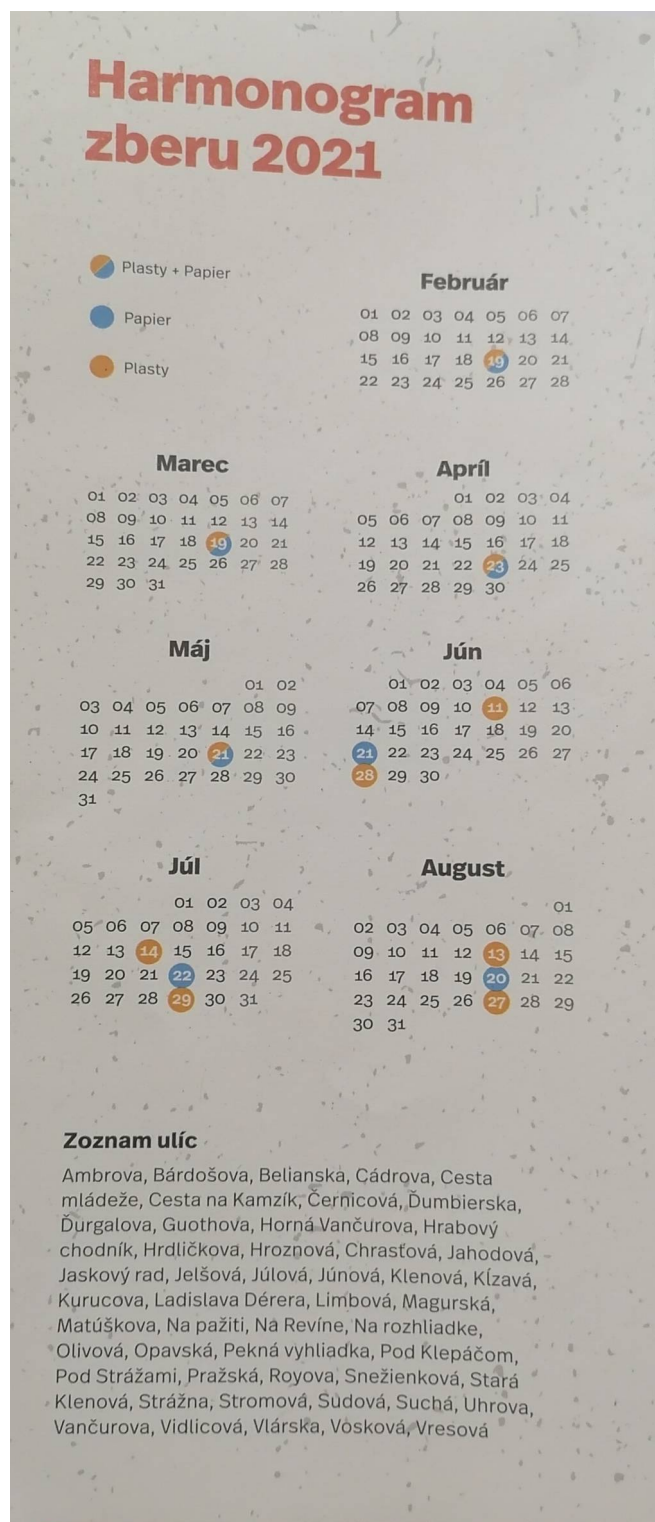 Harmonogram
zberu 2021
Plasty + Papier
Papier
Plasty
Február
01 02 03 04 05 06 07
08 09 10 11 12 13 14
15 16 17 18 19 20 21
22 23 24 25 26 27 28
Marec
01 02 03 04 05 06 07
08 09 10 11 12 13 14
15 16 17 18 19 20 21
22 23 24 25 26 27 28
29 30 31
Apríl
01 02 03 04
05 06 07 08 09 10 11
12 13 14 15 16 17 18
19 20 21 22 23 24 25
26 27 28 29 30
Máj
01 02
03 04 05 06 07 08 09
10 11 12 13 14 15 16
17 18 19 20 21 22 23
24 25 26 27 28 29 30
31
Jún
01 02 03 04 05 06
07 08 09 10 11 12 13
14 15 16 17 18 19 20
21 22 23 24 25 26 27
28 29 30
Júl
01 02 03 04
05 06 07 08 09 10 11
12 13 14 15 16 17 18
19 20 21 22 23 24 25
26 27 28 29 30 31
August
01
02 03 04 05 06 07 08
09 10 11 12 13 14 15
16 17 18 19 20 21 22
23 24 25 26 27 28 29
30 31
Zoznam ulíc
Ambrova, Bárdošova, Belianska, Cádrova, Cesta
mládeže, Cesta na Kamzík, Černicová, Ďumbierska,
Ďurgalova, Guothova, Horná Vančurova, Hrabový
chodník, Hrdličkova, Hroznová, Chrasťová, Jahodová,
Jaskový rad, Jelšová, Júlová, Júnová, Klenová, Kĺzavá,
Kurucova, Ladislava Dérera, Limbová, Magurská,
Matúškova, Na pažiti, Na Revíne, Na rozhliadke,
Olivová, Opavská, Pekná vyhliadka, Pod Klepáčom,
Pod Strážami, Pražská, Royova, Snežienková, Stará
Klenová, Strážna, Stromová, Sudová, Suchá, Uhrova,
Vančurova, Vidlicová, Vlárska, Vosková, Vresová